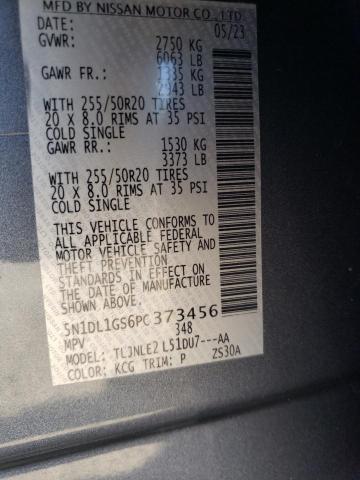 MFD BY NISSAN MOTOR CO., LTD.
DATE: 05/23
GVWR: 2750 KG
6063 LB
GAWR FR.: 1335 KG
2943 LB
WITH 255/50R20 TIRES
20 X 8.0 RIMS AT 35 PSI
COLD SINGLE
GAWR RR.: 1530 KG
3373 LB
WITH 255/50R20 TIRES
20 X 8.0 RIMS AT 35 PSI
COLD SINGLE
THIS VEHICLE CONFORMS TO
ALL APPLICABLE FEDERAL
MOTOR VEHICLE SAFETY AND
THEFT PREVENTION
STANDARDS IN EFFECT ON
THE DATE OF MANUFACTURE
SHOWN ABOVE.
5N1DL1GS6PC373456
MPV 348
MODEL: TLJNLE2 L51DU7---AA
COLOR: KCG TRIM: P ZS30A